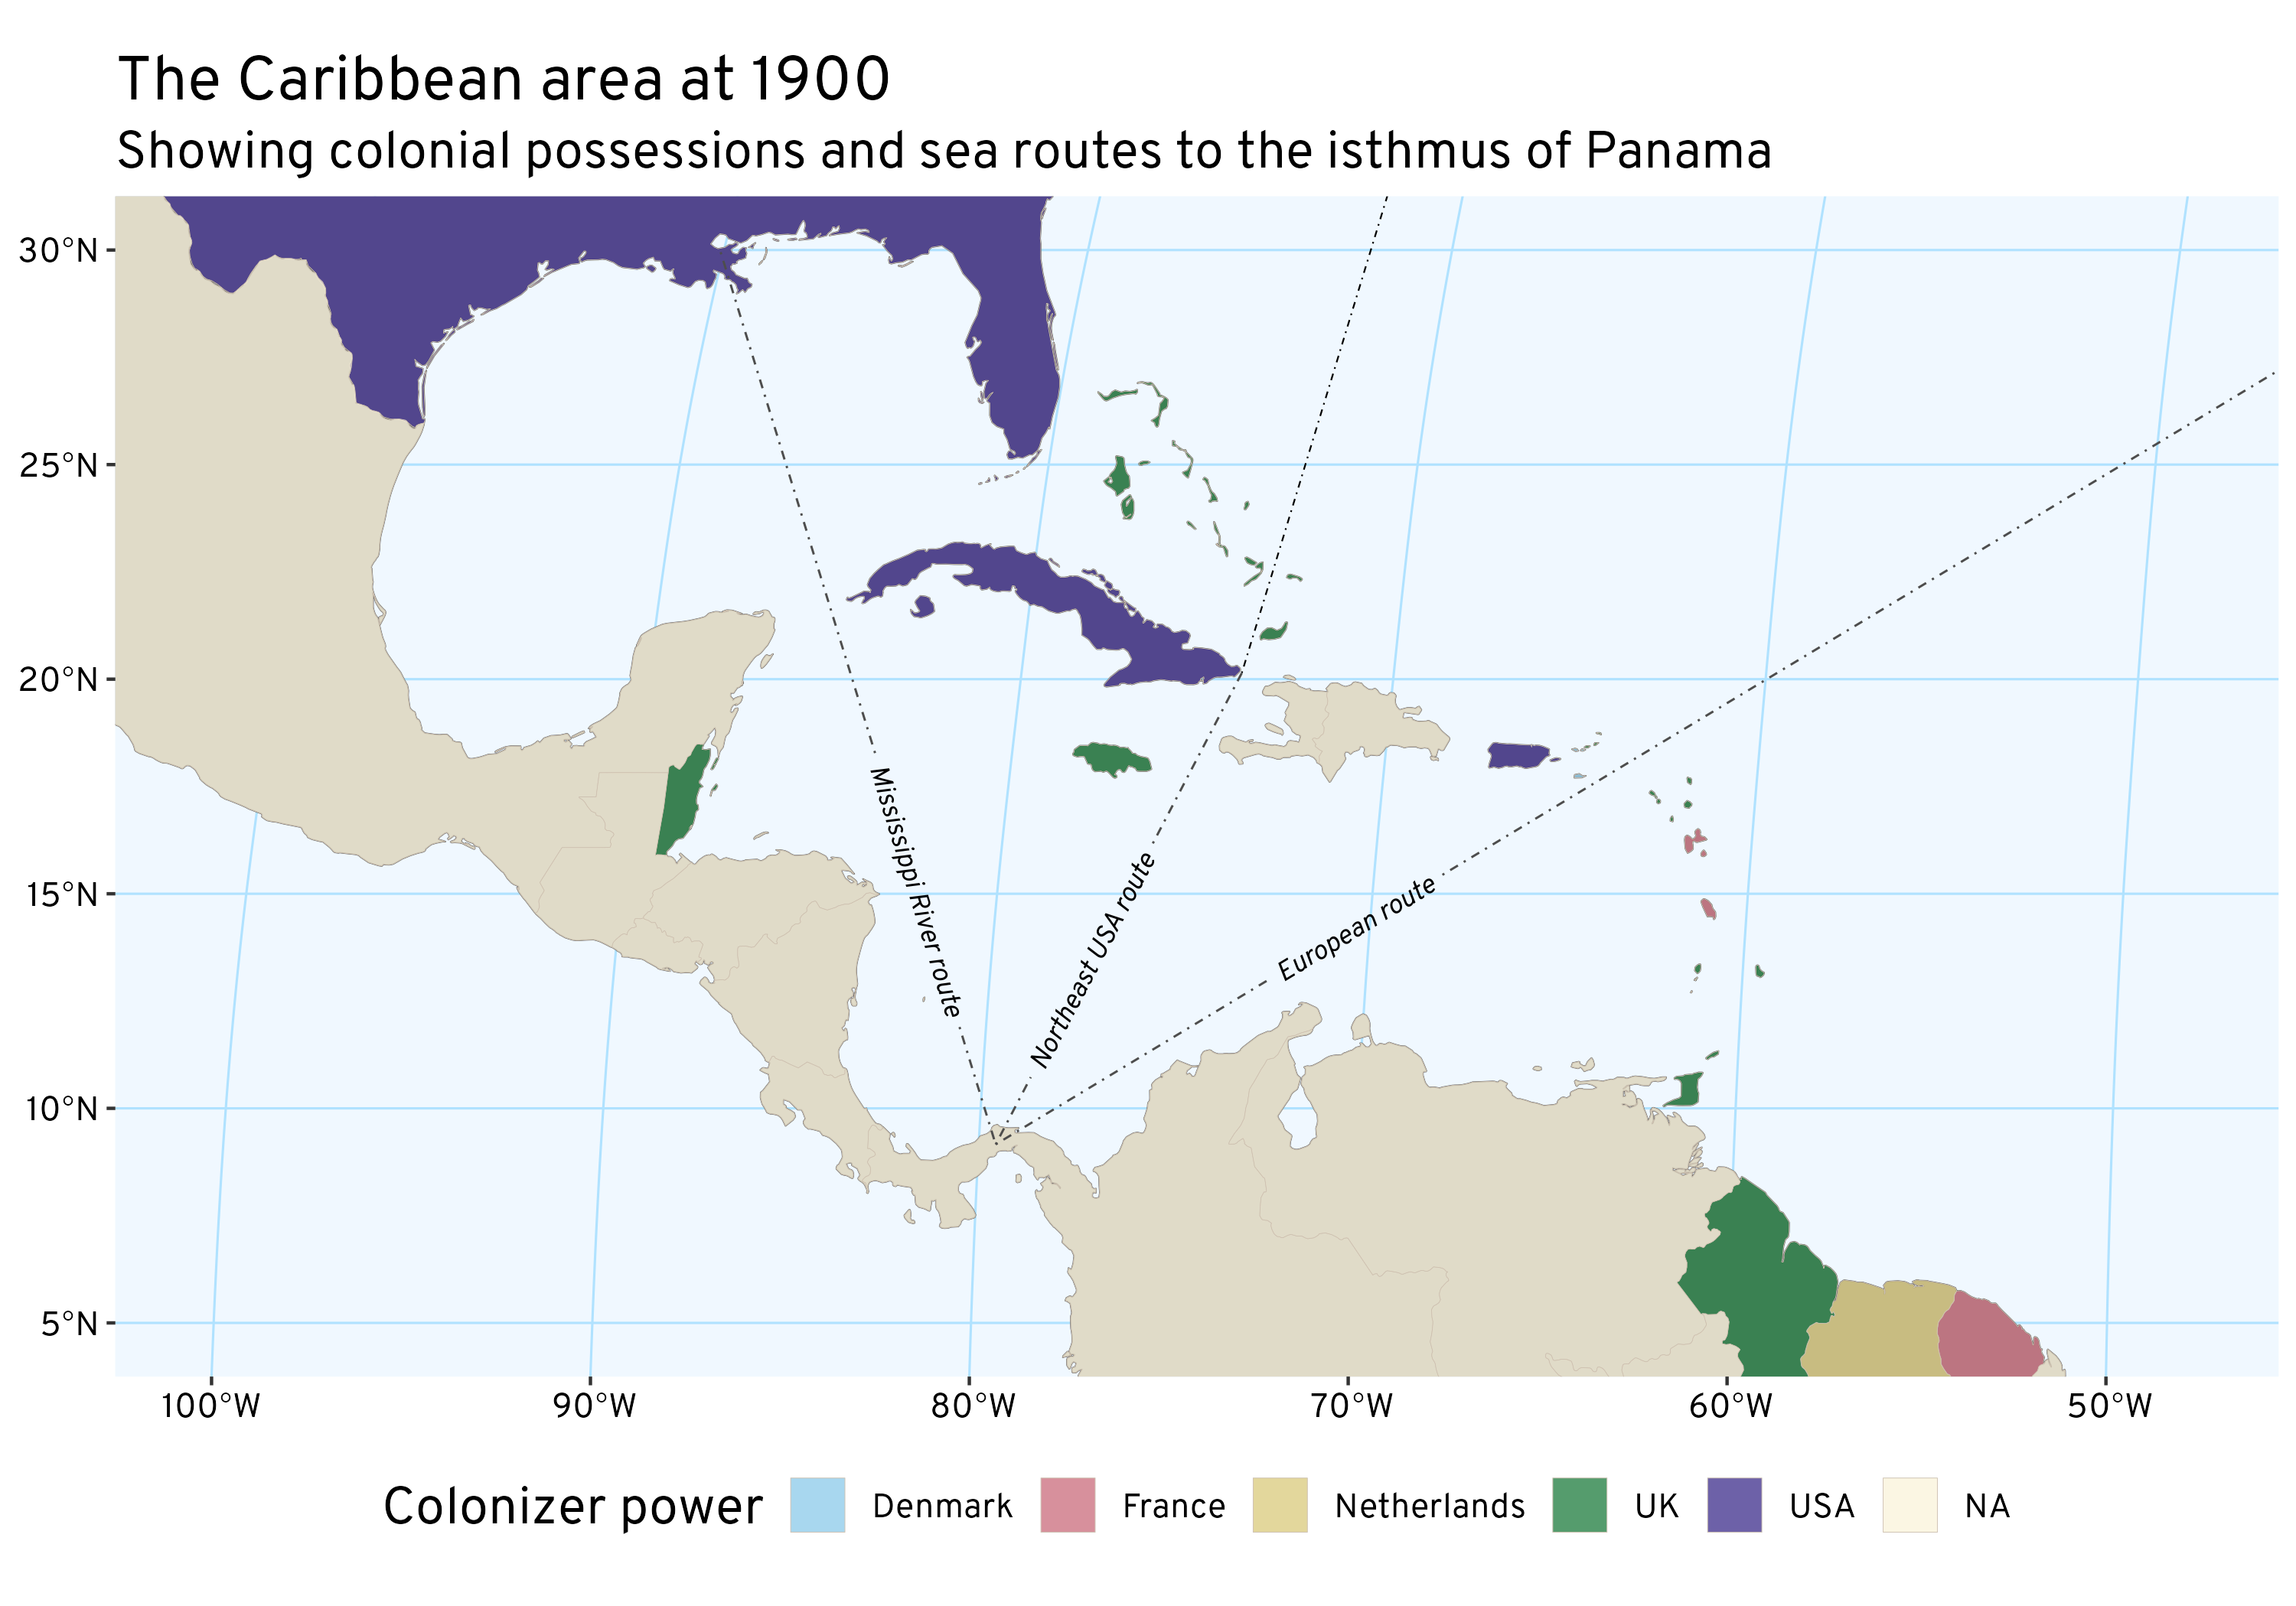 The Caribbean area at 1900
Showing colonial possessions and sea routes to the isthmus of Panama
30°N
25°N
20°N
15°N
10°N
5°N
Mississippi River route
Northeast USA route
European route
100°W
90°W
80°W
70°W
60°W
50°W
Colonizer power
Denmark
France
Netherlands
UK
USA
NA